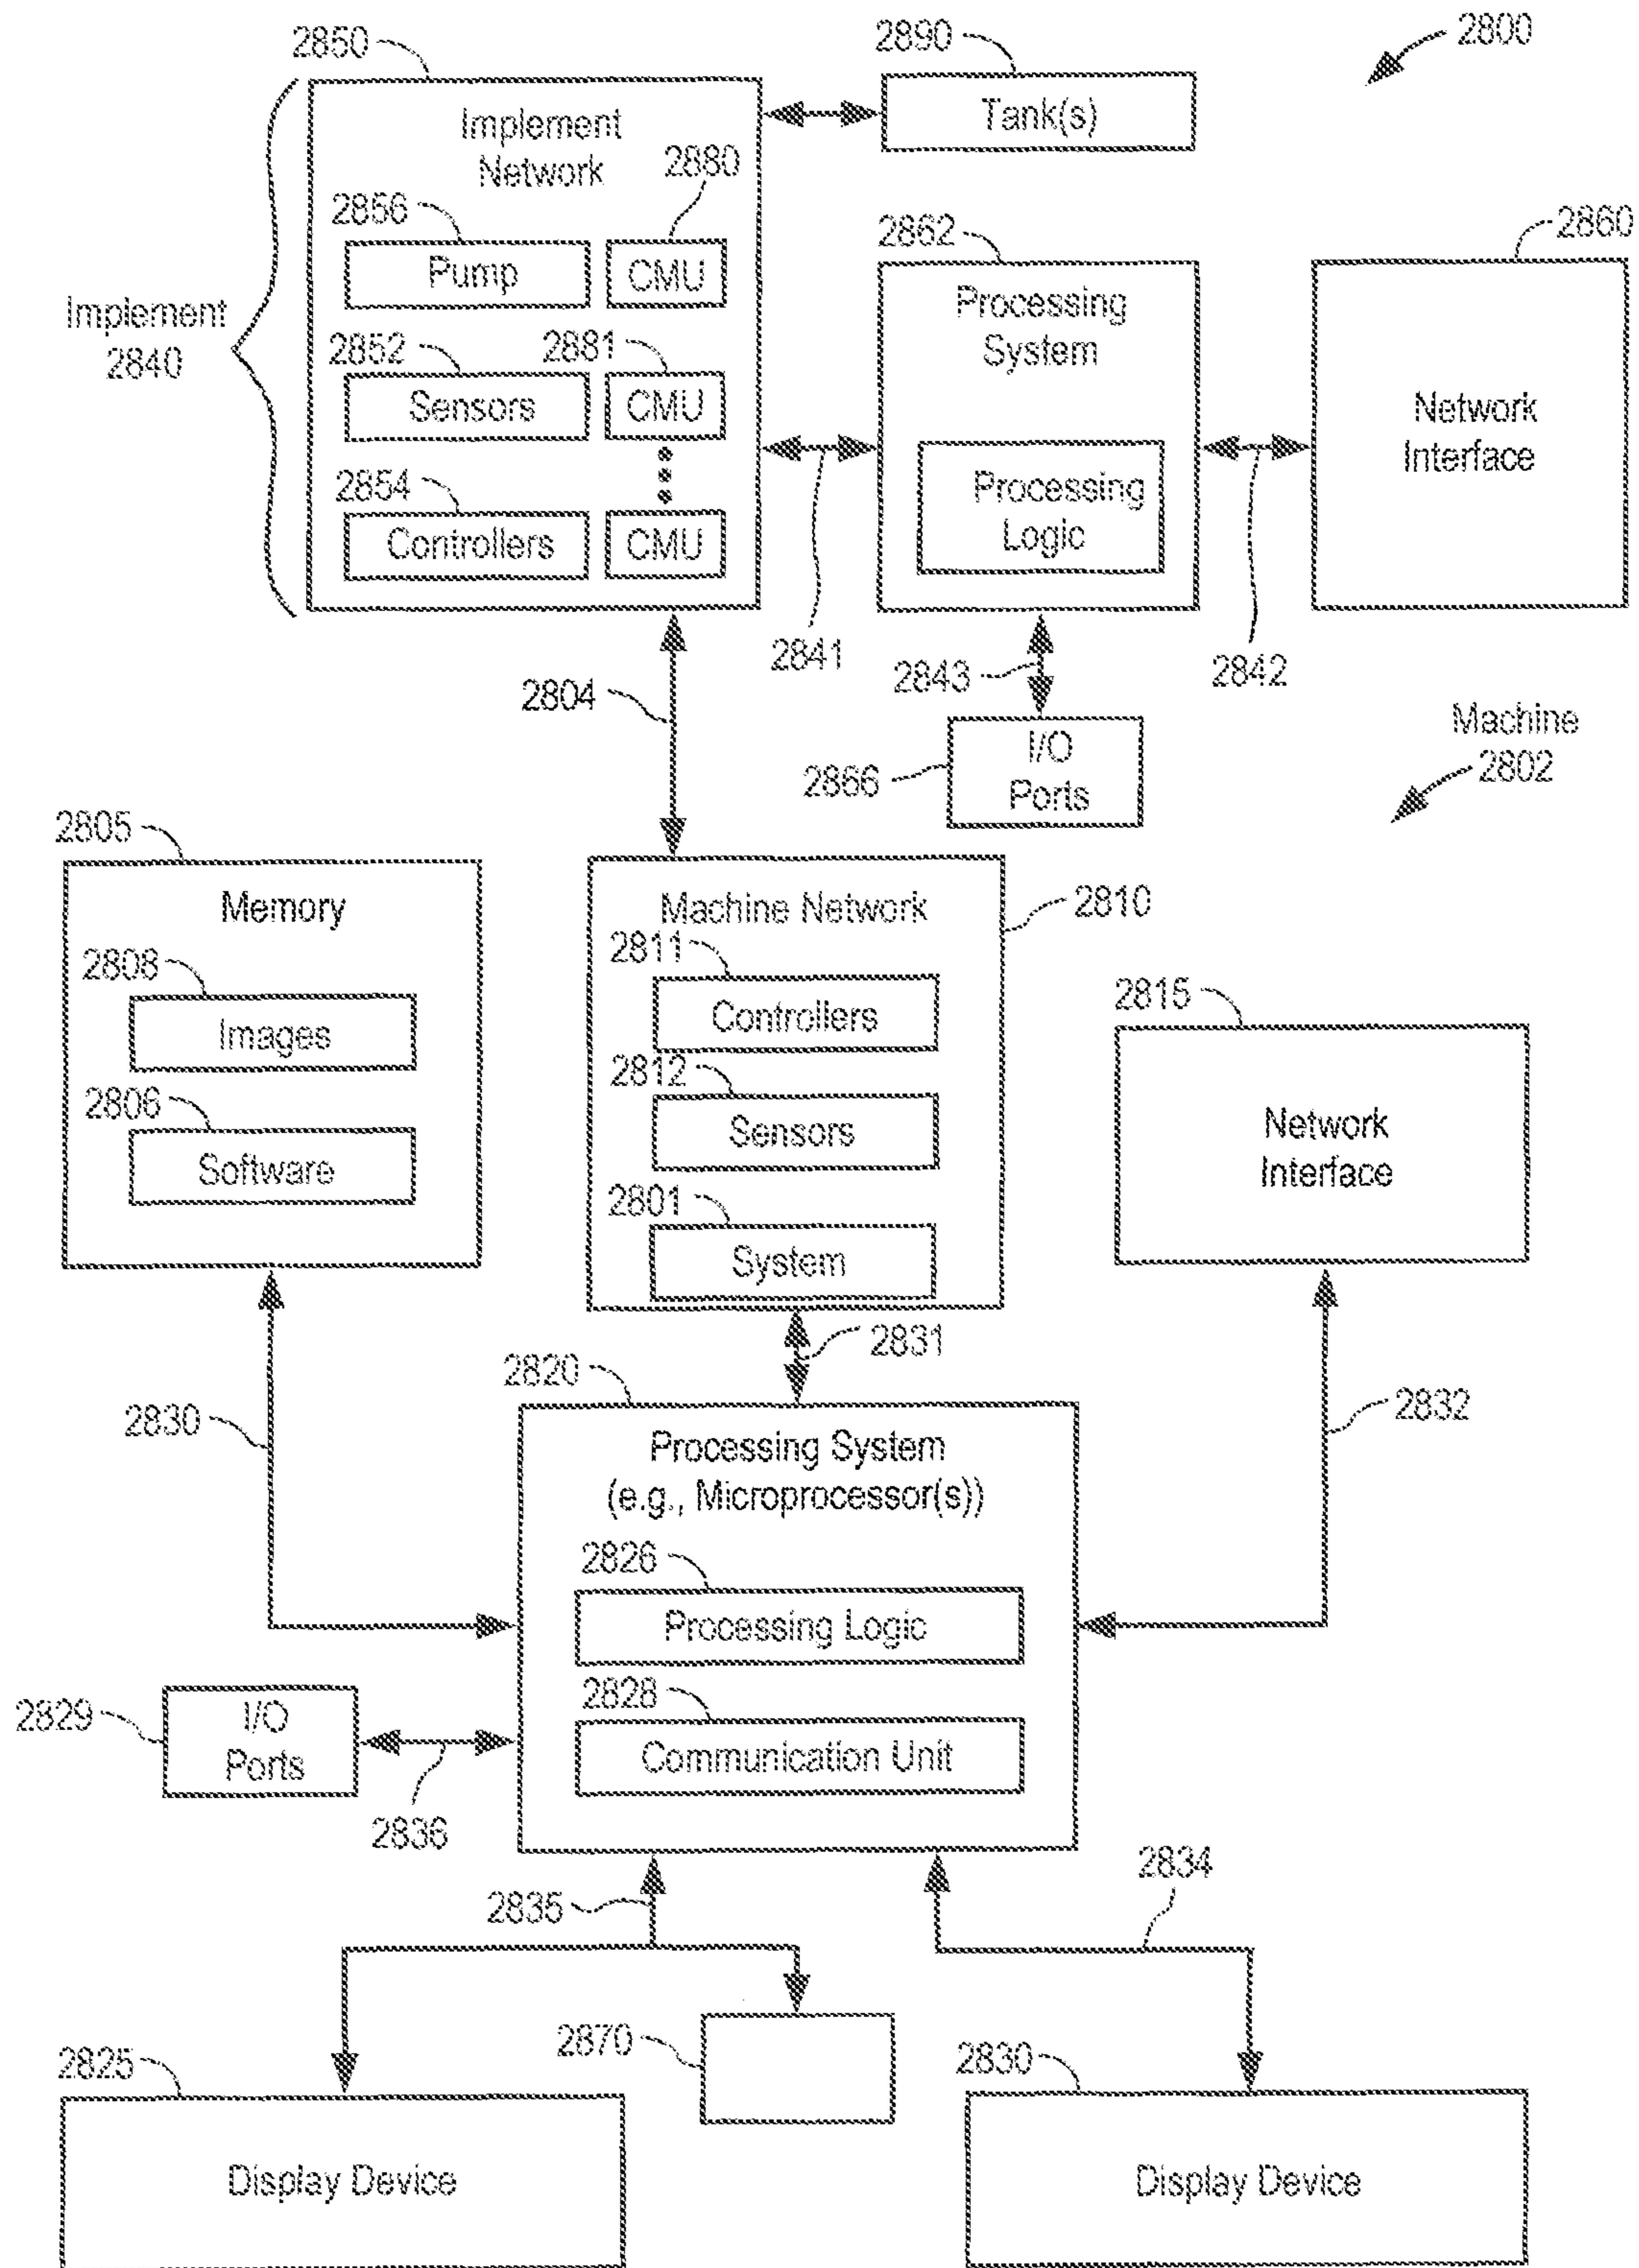 2850
2890
2800
Implement
Network
Tank(s)
2880
2856
Pump
CMU
2862
2860
Implement
2840
Processing
System
2852
2881
Sensors
CMU
Network
Interface
2854
Processing
Logic
Controllers
CMU
2841
2843
2842
2804
Machine
2802
I/O
Ports
2866
2805
Memory
Machine Network
2810
2808
2811
Images
Controllers
2815
2806
2812
Software
Sensors
Network
Interface
2801
System
2831
2820
2830
2832
Processing System
(e.g., Microprocessor(s))
2826
Processing Logic
2828
2829
I/O
Ports
Communication Unit
2836
2834
2835
2870
2825
2830
Display Device
Display Device